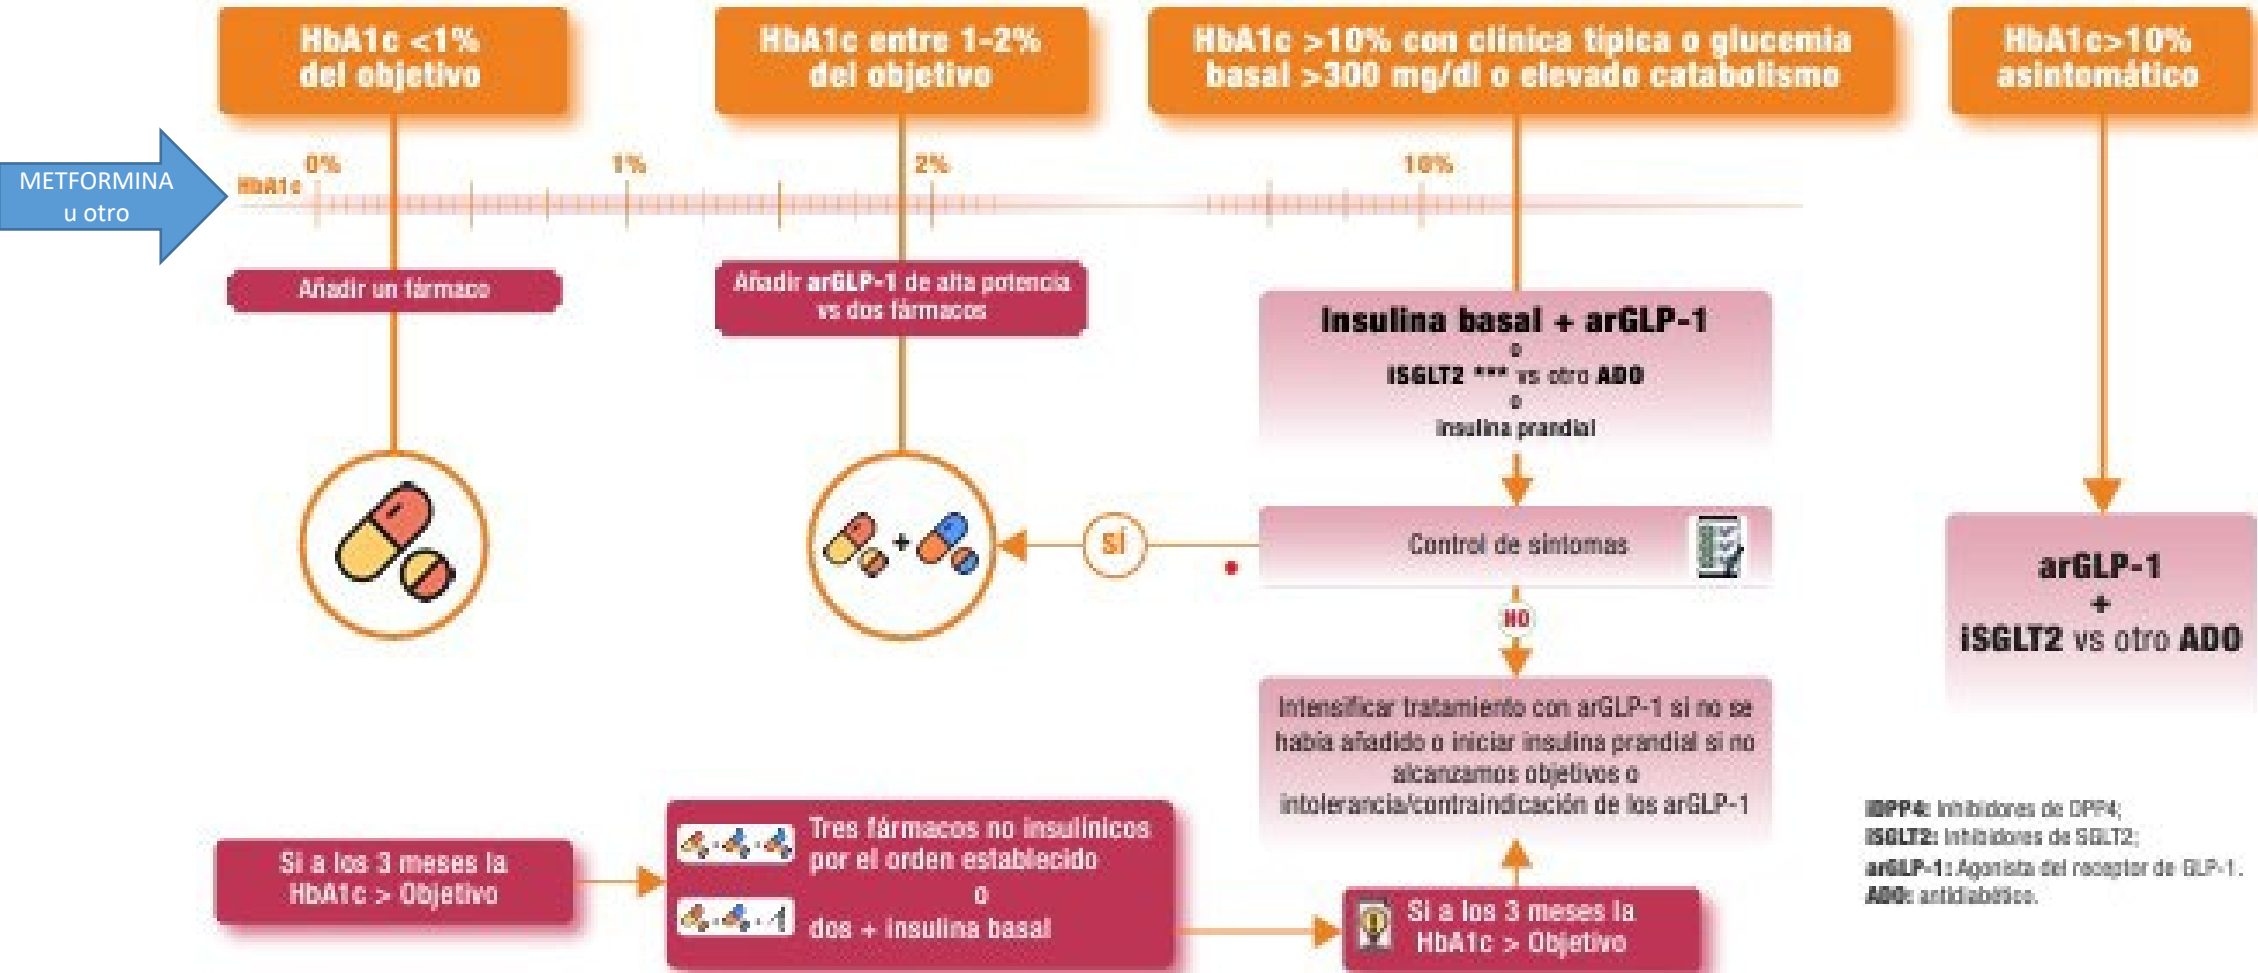 HbA1c <1%
del objetivo
HbA1c entre 1-2%
del objetivo
HbA1c >10% con clínica típica o glucemia
basal >300 mg/dl o elevado catabolismo
HbA1c>10%
asintomático
METFORMINA
u otro
HbA1c
0%
1%
2%
10%
Añadir un fármaco
Añadir arGLP-1 de alta potencia
vs dos fármacos
Insulina basal + arGLP-1
o
iSGLT2 *** vs otro ADO
o
insulina prandial
SÍ
Control de síntomas
NO
arGLP-1
+
iSGLT2 vs otro ADO
+
Intensificar tratamiento con arGLP-1 si no se
había añadido o iniciar insulina prandial si no
alcanzamos objetivos o
intolerancia/contraindicación de los arGLP-1
Si a los 3 meses la
HbA1c > Objetivo
Tres fármacos no insulínicos
por el orden establecido
o
dos + insulina basal
Si a los 3 meses la
HbA1c > Objetivo
iDPP4: Inhibidores de DPP4;
iSGLT2: Inhibidores de SGLT2;
arGLP-1: Agonista del receptor de GLP-1.
ADO: antidiabético.